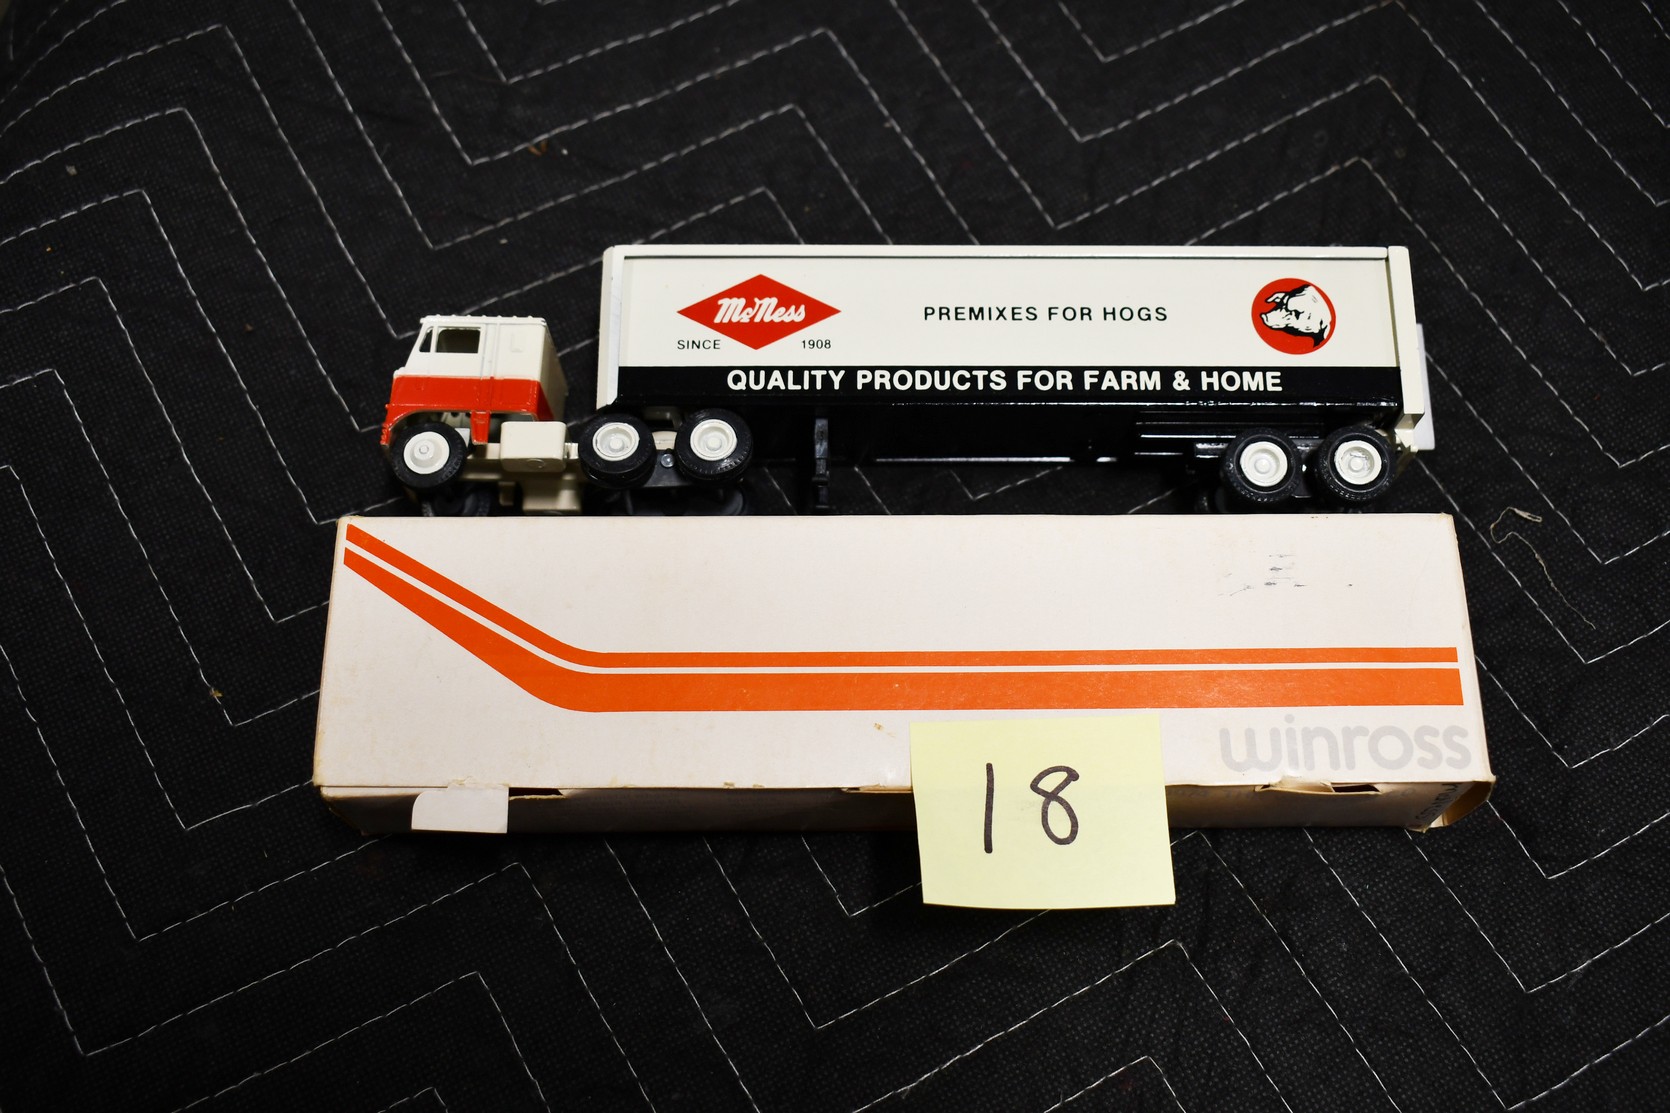 McNess
SINCE 1908
PREMIXES FOR HOGS
QUALITY PRODUCTS FOR FARM & HOME
winross
18